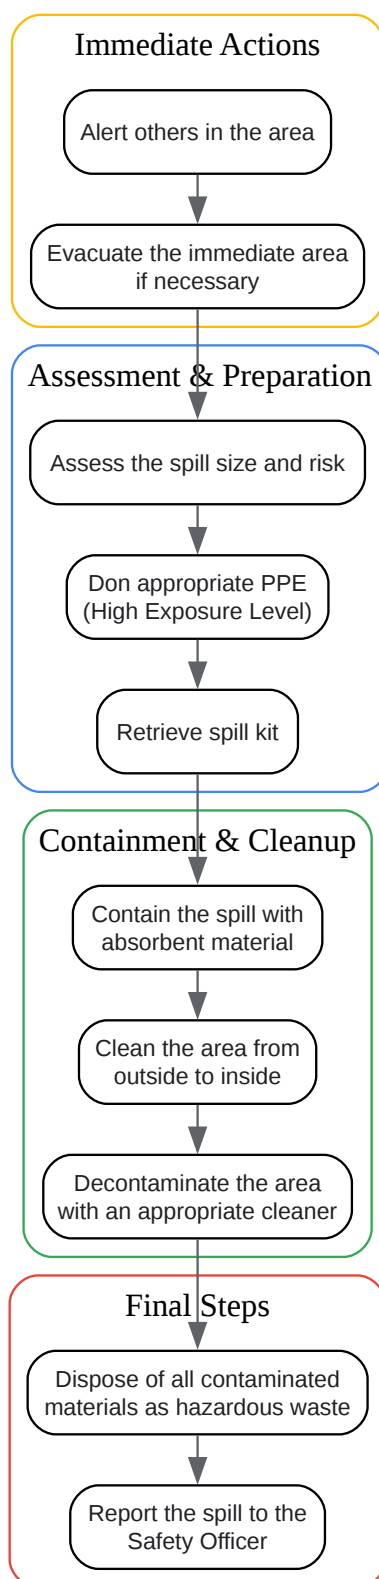 Immediate Actions
Alert others in the area
Evacuate the immediate area
if necessary
Assessment & Preparation
Assess the spill size and risk
Don appropriate PPE
(High Exposure Level)
Retrieve spill kit
Containment & Cleanup
Contain the spill with
absorbent material
Clean the area from
outside to inside
Decontaminate the area
with an appropriate cleaner
Final Steps
Dispose of all contaminated
materials as hazardous waste
Report the spill to the
Safety Officer